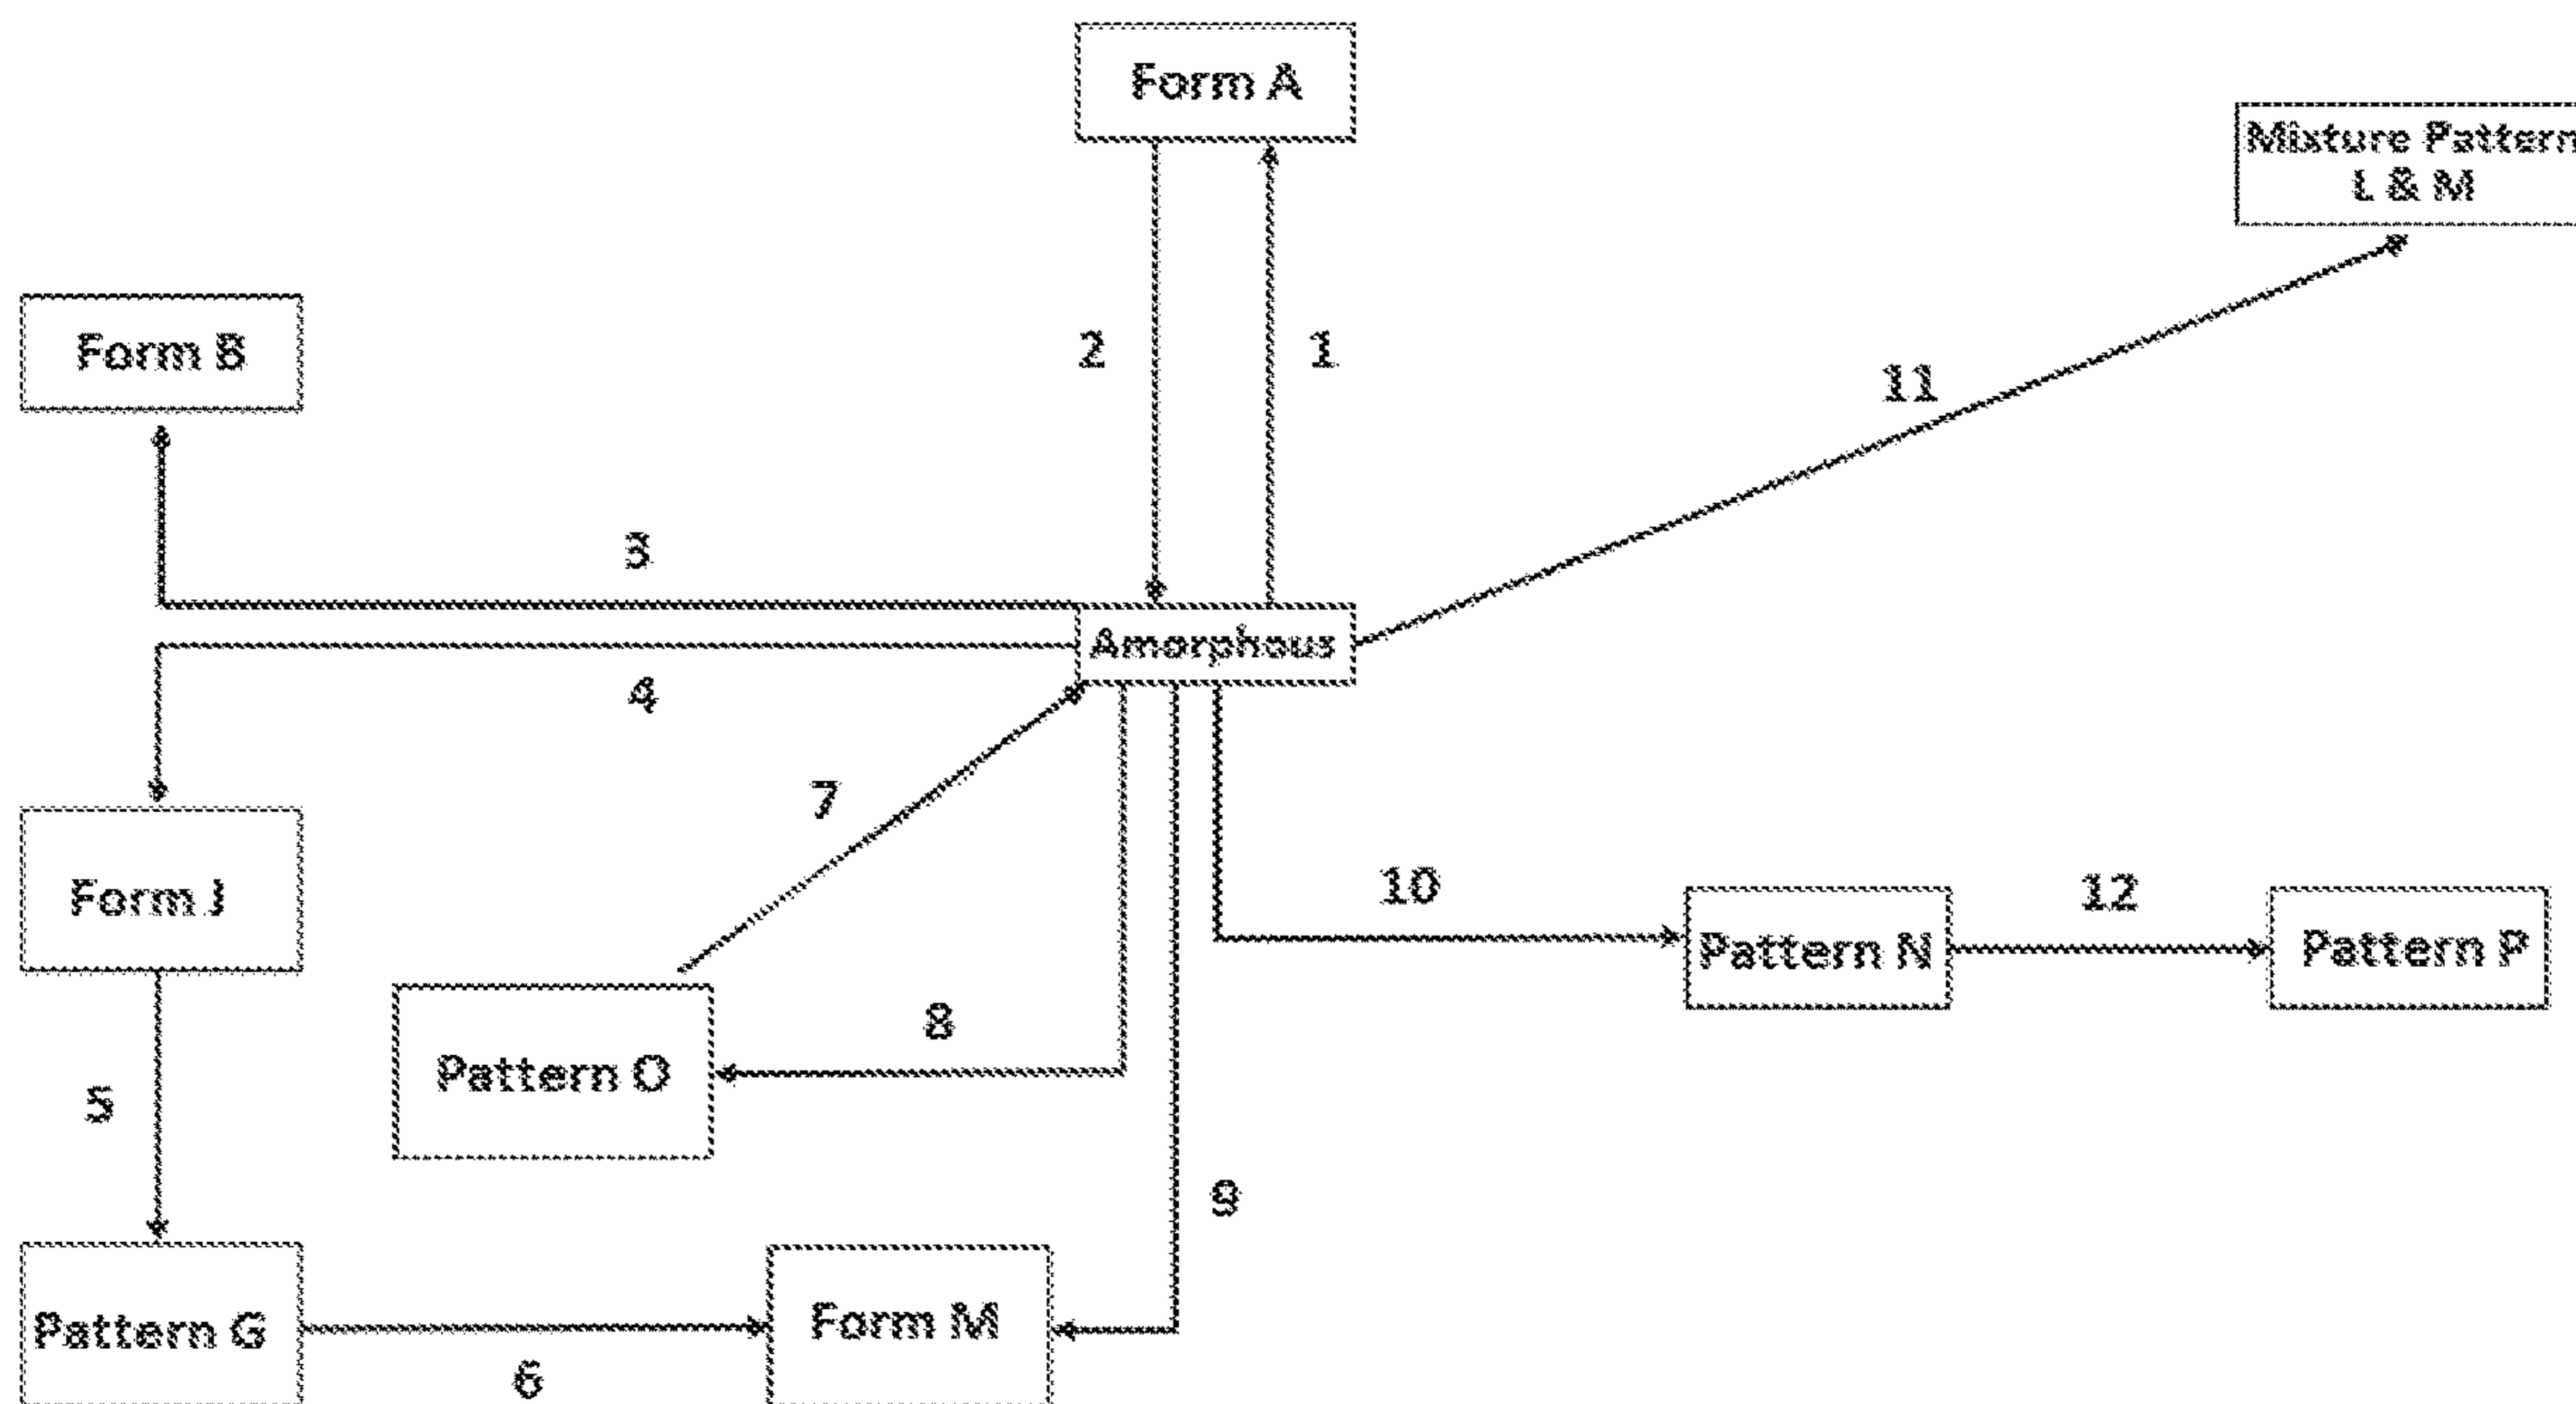 Form A
Mixture Pattern
L & M
Form B
2
1
11
3
Amorphous
4
7
10
12
Form J
Pattern N
Pattern P
8
Pattern O
5
9
Pattern G
Form M
6